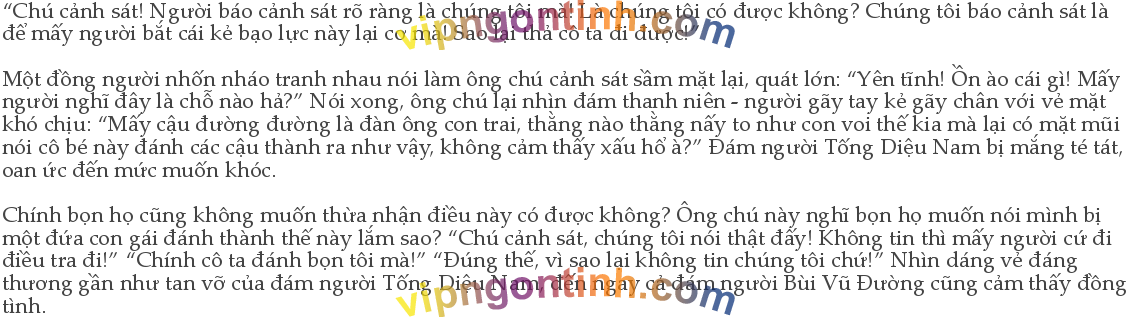 “Chú cảnh sát! Người báo cảnh sát rõ ràng là chúng tôi mà! Là chúng tôi có được không? Chúng tôi báo cảnh sát là
để mấy người bắt cái kẻ bạo lực này lại cơ mà! Sao lại thả cô ta đi được!”
vipngontinh.com
Một đồng người nhốn nháo tranh nhau nói làm ông chú cảnh sát sầm mặt lại, quát lớn: “Yên tĩnh! Ồn ào cái gì! Mấy
người nghĩ đây là chỗ nào hả?” Nói xong, ông chú lại nhìn đám thanh niên - người gãy tay kẻ gãy chân với vẻ mặt
khó chịu: “Mấy cậu đường đường là đàn ông con trai, thằng nào thằng nấy to như con voi thế kia mà lại có mặt mũi
nói cô bé này đánh các cậu thành ra như vậy, không cảm thấy xấu hổ à?” Đám người Tống Diệu Nam bị mắng té tát,
oan ức đến mức muốn khóc.
Chính bọn họ cũng không muốn thừa nhận điều này có được không? Ông chú này nghĩ bọn họ muốn nói mình bị
một đứa con gái đánh thành thế này lắm sao? “Chú cảnh sát, chúng tôi nói thật đấy! Không tin thì mấy người cứ đi
điều tra đi!” “Chính cô ta đánh bọn tôi mà!” “Đúng thế, vì sao lại không tin chúng tôi chứ!” Nhìn dáng vẻ đáng
thương gần như tan vỡ của đám người Tống Diệu Nam, đến ngay cả đám người Bùi Vũ Đường cũng cảm thấy đồng
tình.
vipngontinh.com